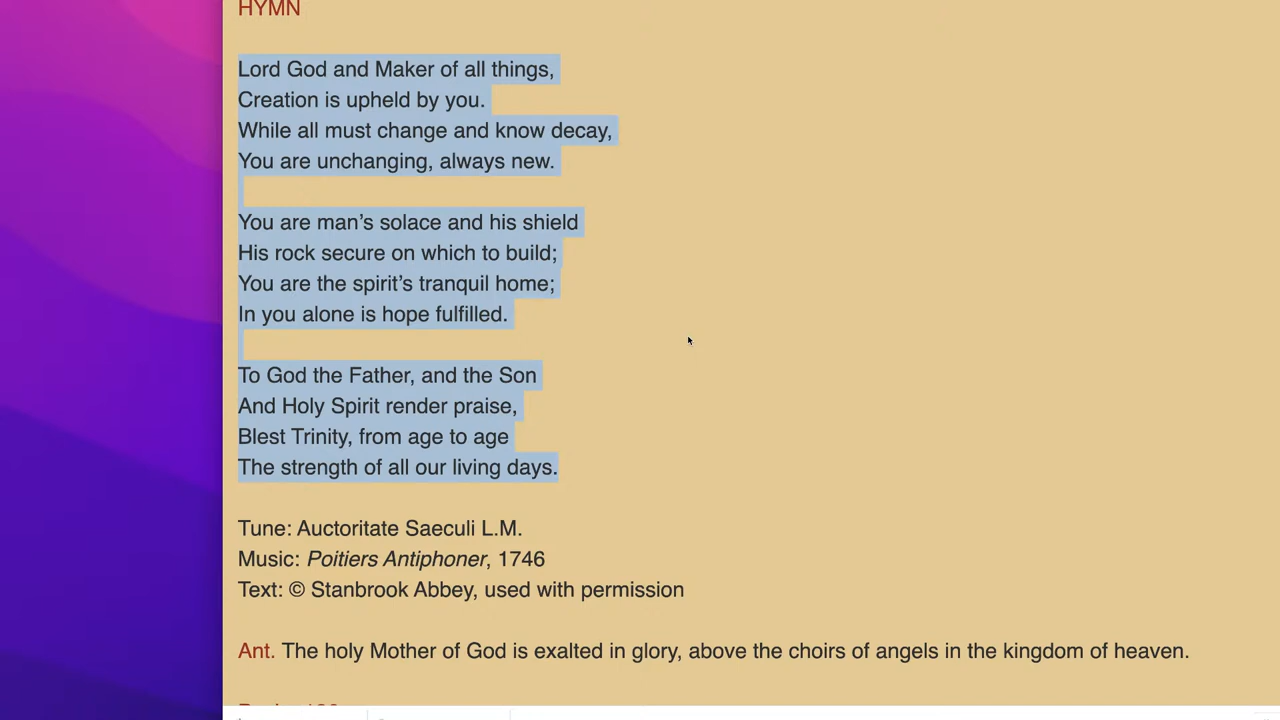 HYMN
Lord God and Maker of all things,
Creation is upheld by you.
While all must change and know decay,
You are unchanging, always new.
You are man’s solace and his shield
His rock secure on which to build;
You are the spirit’s tranquil home;
In you alone is hope fulfilled.
To God the Father, and the Son
And Holy Spirit render praise,
Blest Trinity, from age to age
The strength of all our living days.
Tune: Auctoritate Saeculi L.M.
Music: Poitiers Antiphoner, 1746
Text: © Stanbrook Abbey, used with permission
Ant. The holy Mother of God is exalted in glory, above the choirs of angels in the kingdom of heaven.